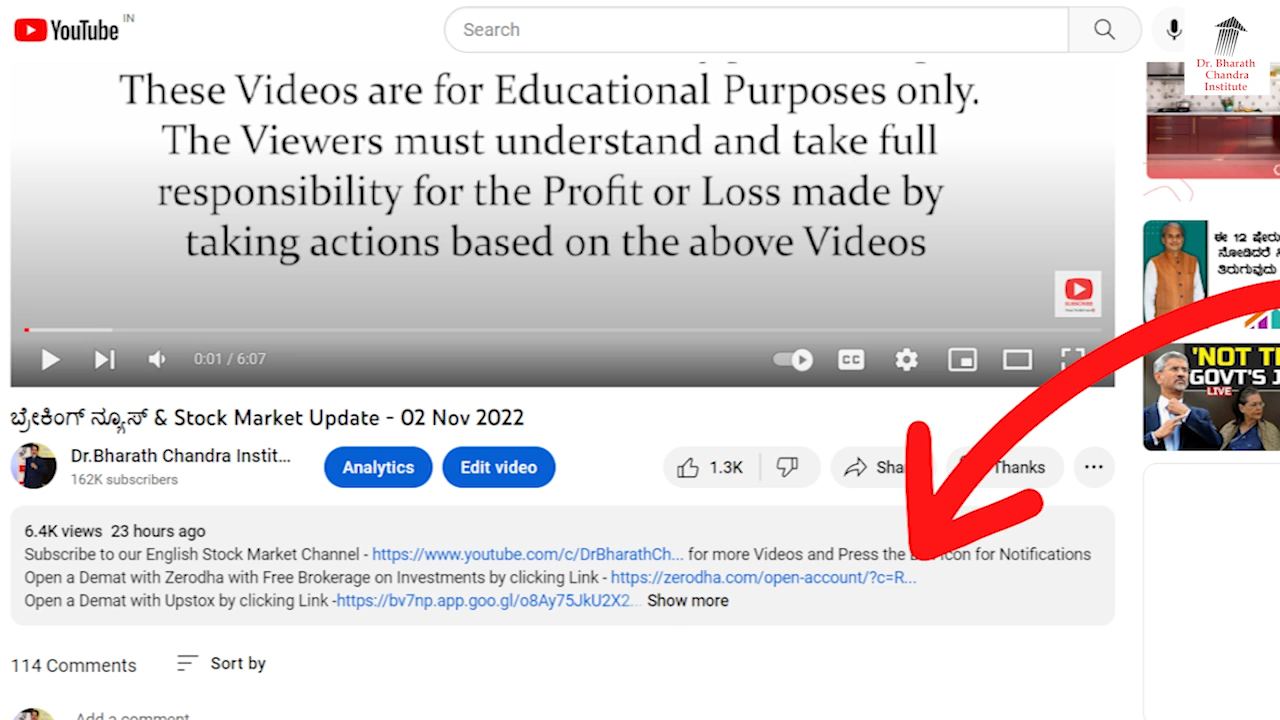 YouTube IN
Search
Dr. Bharath
Chandra
Institute
These Videos are for Educational Purposes only.
The Viewers must understand and take full
responsibility for the Profit or Loss made by
taking actions based on the above Videos
SUBSCRIBE
0:01 / 6:07
CC
ಬ್ರೇಕಿಂಗ್ ನ್ಯೂಸ್ & Stock Market Update - 02 Nov 2022
Dr.Bharath Chandra Instit...
162K subscribers
Analytics
Edit video
1.3K
Thanks
6.4K views 23 hours ago
Subscribe to our English Stock Market Channel - https://www.youtube.com/c/DrBharathCh... for more Videos and Press the icon for Notifications
Open a Demat with Zerodha with Free Brokerage on Investments by clicking Link - https://zerodha.com/open-account/?c=R...
Open a Demat with Upstox by clicking Link -https://bv7np.app.goo.gl/o8Ay75JkU2X2... Show more
114 Comments
Sort by
Add a comment
ಈ 12 ಷೇರು
ನೋಡಿದರೆ
ತಿರುಗುವುದು
'NOT
GOVT'S
LIVE